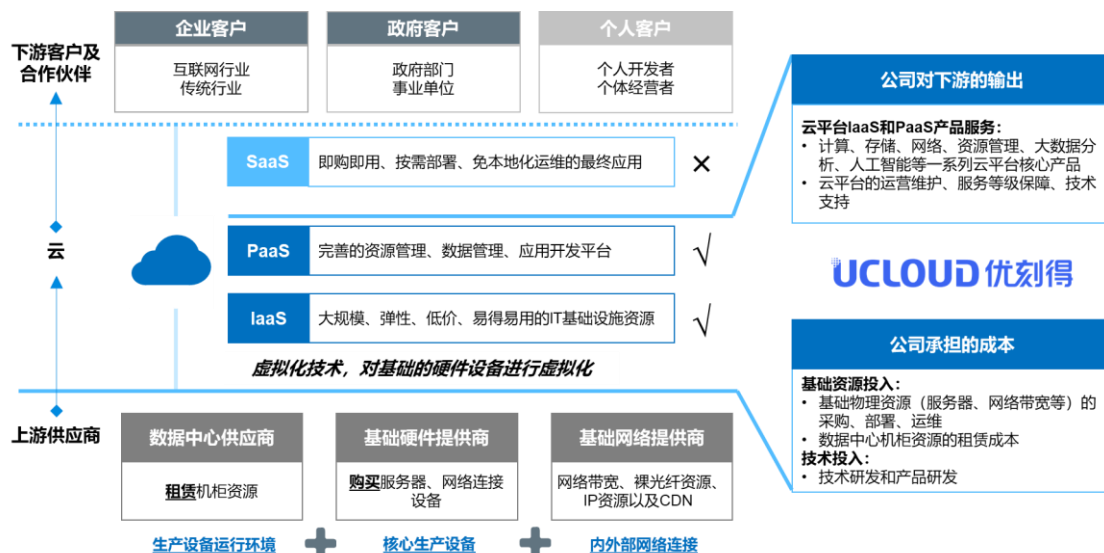 下游客户及
合作伙伴
企业客户
互联网行业
传统行业
政府客户
政府部门
事业单位
个人客户
个人开发者
个体经营者
云
SaaS
即购即用、按需部署、免本地化运维的最终应用
×
PaaS
完善的资源管理、数据管理、应用开发平台
√
IaaS
大规模、弹性、低价、易得易用的IT基础设施资源
√
虚拟化技术，对基础的硬件设备进行虚拟化
上游供应商
数据中心供应商
租赁机柜资源
基础硬件提供商
购买服务器、网络连接
设备
基础网络提供商
网络带宽、裸光纤资源、
IP资源以及CDN
生产设备运行环境
核心生产设备
内外部网络连接
公司对下游的输出
云平台IaaS和PaaS产品服务：
• 计算、存储、网络、资源管理、大数据分
析、人工智能等一系列云平台核心产品
• 云平台的运营维护、服务等级保障、技术
支持
UCLOUD优刻得
公司承担的成本
基础资源投入：
• 基础物理资源（服务器、网络带宽等）的
采购、部署、运维
• 数据中心机柜资源的租赁成本
技术投入：
• 技术研发和产品研发